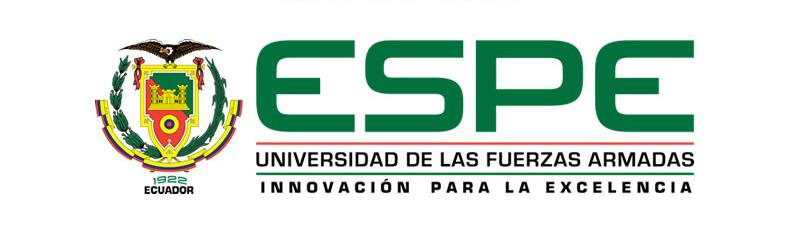 ESPE
UNIVERSIDAD DE LAS FUERZAS ARMADAS
INNOVACIÓN PARA LA EXCELENCIA
1922
ECUADOR